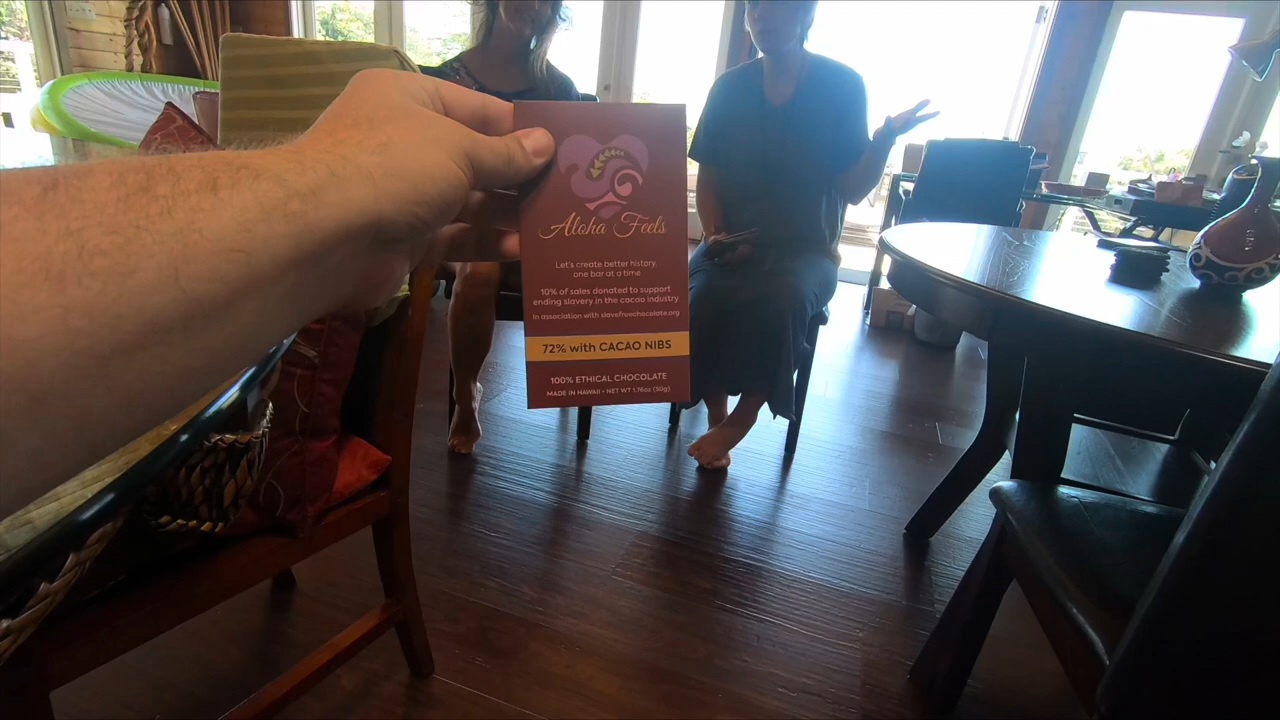 Aloha Feels
Let's create better history,
one bar at a time
10% of sales donated to support
ending slavery in the cacao industry
In association with slavefreechocolate.org
72% with CACAO NIBS
100% ETHICAL CHOCOLATE
MADE IN HAWAII - NET WT 1.76oz (50g)